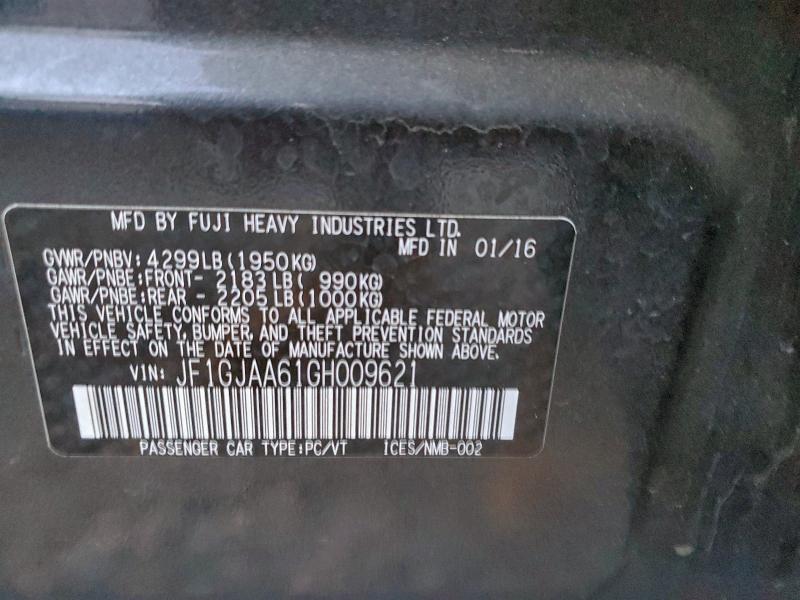 MFD BY FUJI HEAVY INDUSTRIES LTD.
MFD IN 01/16
GVWR/PNBV: 4299LB(1950KG)
GAWR/PNBE:FRONT- 2183LB( 990KG)
GAWR/PNBE:REAR - 2205LB(1000KG)
THIS VEHICLE CONFORMS TO ALL APPLICABLE FEDERAL MOTOR
VEHICLE SAFETY, BUMPER, AND THEFT PREVENTION STANDARDS
IN EFFECT ON THE DATE OF MANUFACTURE SHOWN ABOVE.
VIN: JF1GJAA61GH009621
PASSENGER CAR TYPE:PC/VT ICES/NMB-002